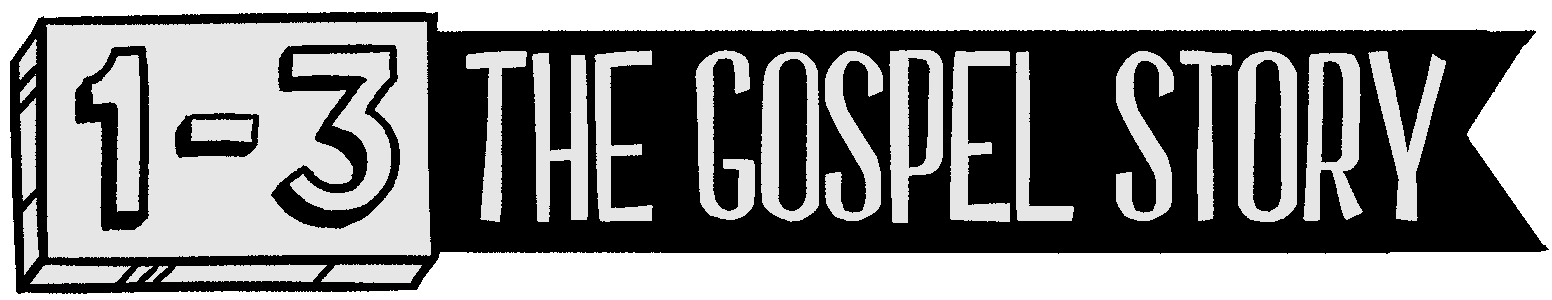 1-3 THE GOSPEL STORY